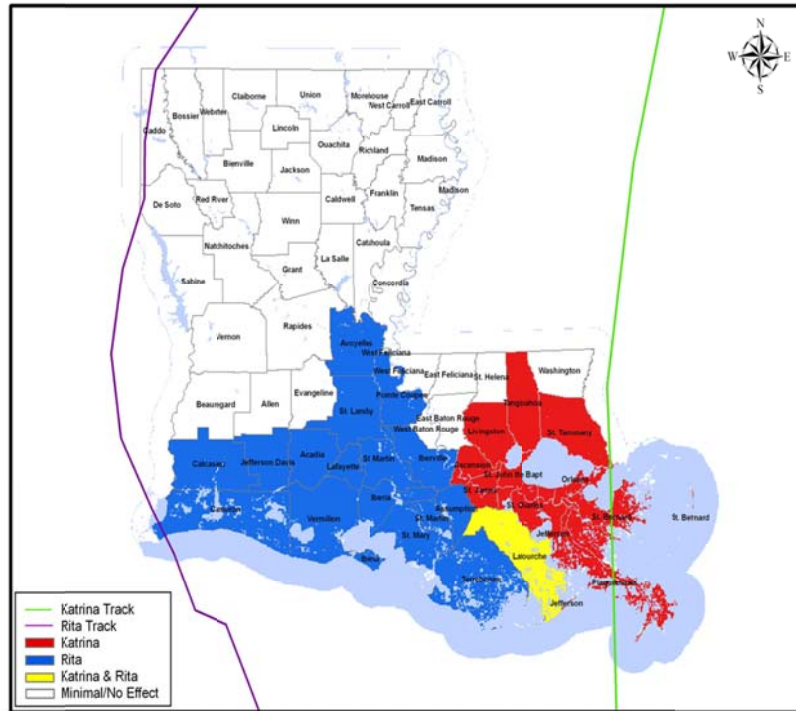 N
W E
S
Claiborne
Union
Morehouse
West Carroll
East Carroll
Bossier
Webster
Caddo
Lincoln
Ouachita
Richland
Bienville
Jackson
Madison
Franklin
Madison
De Soto
Red River
Caldwell
Tensas
Winn
Natchitoches
Catahoula
La Salle
Sabine
Grant
Concordia
Vernon
Rapides
Avoyelles
West Feliciana
West Feliciana
East Feliciana
St. Helena
Washington
Beauregard
Allen
Evangeline
Pointe Coupee
Tangipahoa
St. Landry
East Baton Rouge
West Baton Rouge
Livingston
St. Tammany
Calcasieu
Jefferson Davis
Acadia
Lafayette
St Martin
Iberville
Ascension
St. John the Bapt
Orleans
St. James
Cameron
Vermilion
Iberia
St. Martin
Assumption
St. Charles
St. Bernard
St. Bernard
St. Mary
Jefferson
Lafourche
Iberia
Terrebonne
Plaquemines
Jefferson
Katrina Track
Rita Track
Katrina
Rita
Katrina & Rita
Minimal/No Effect